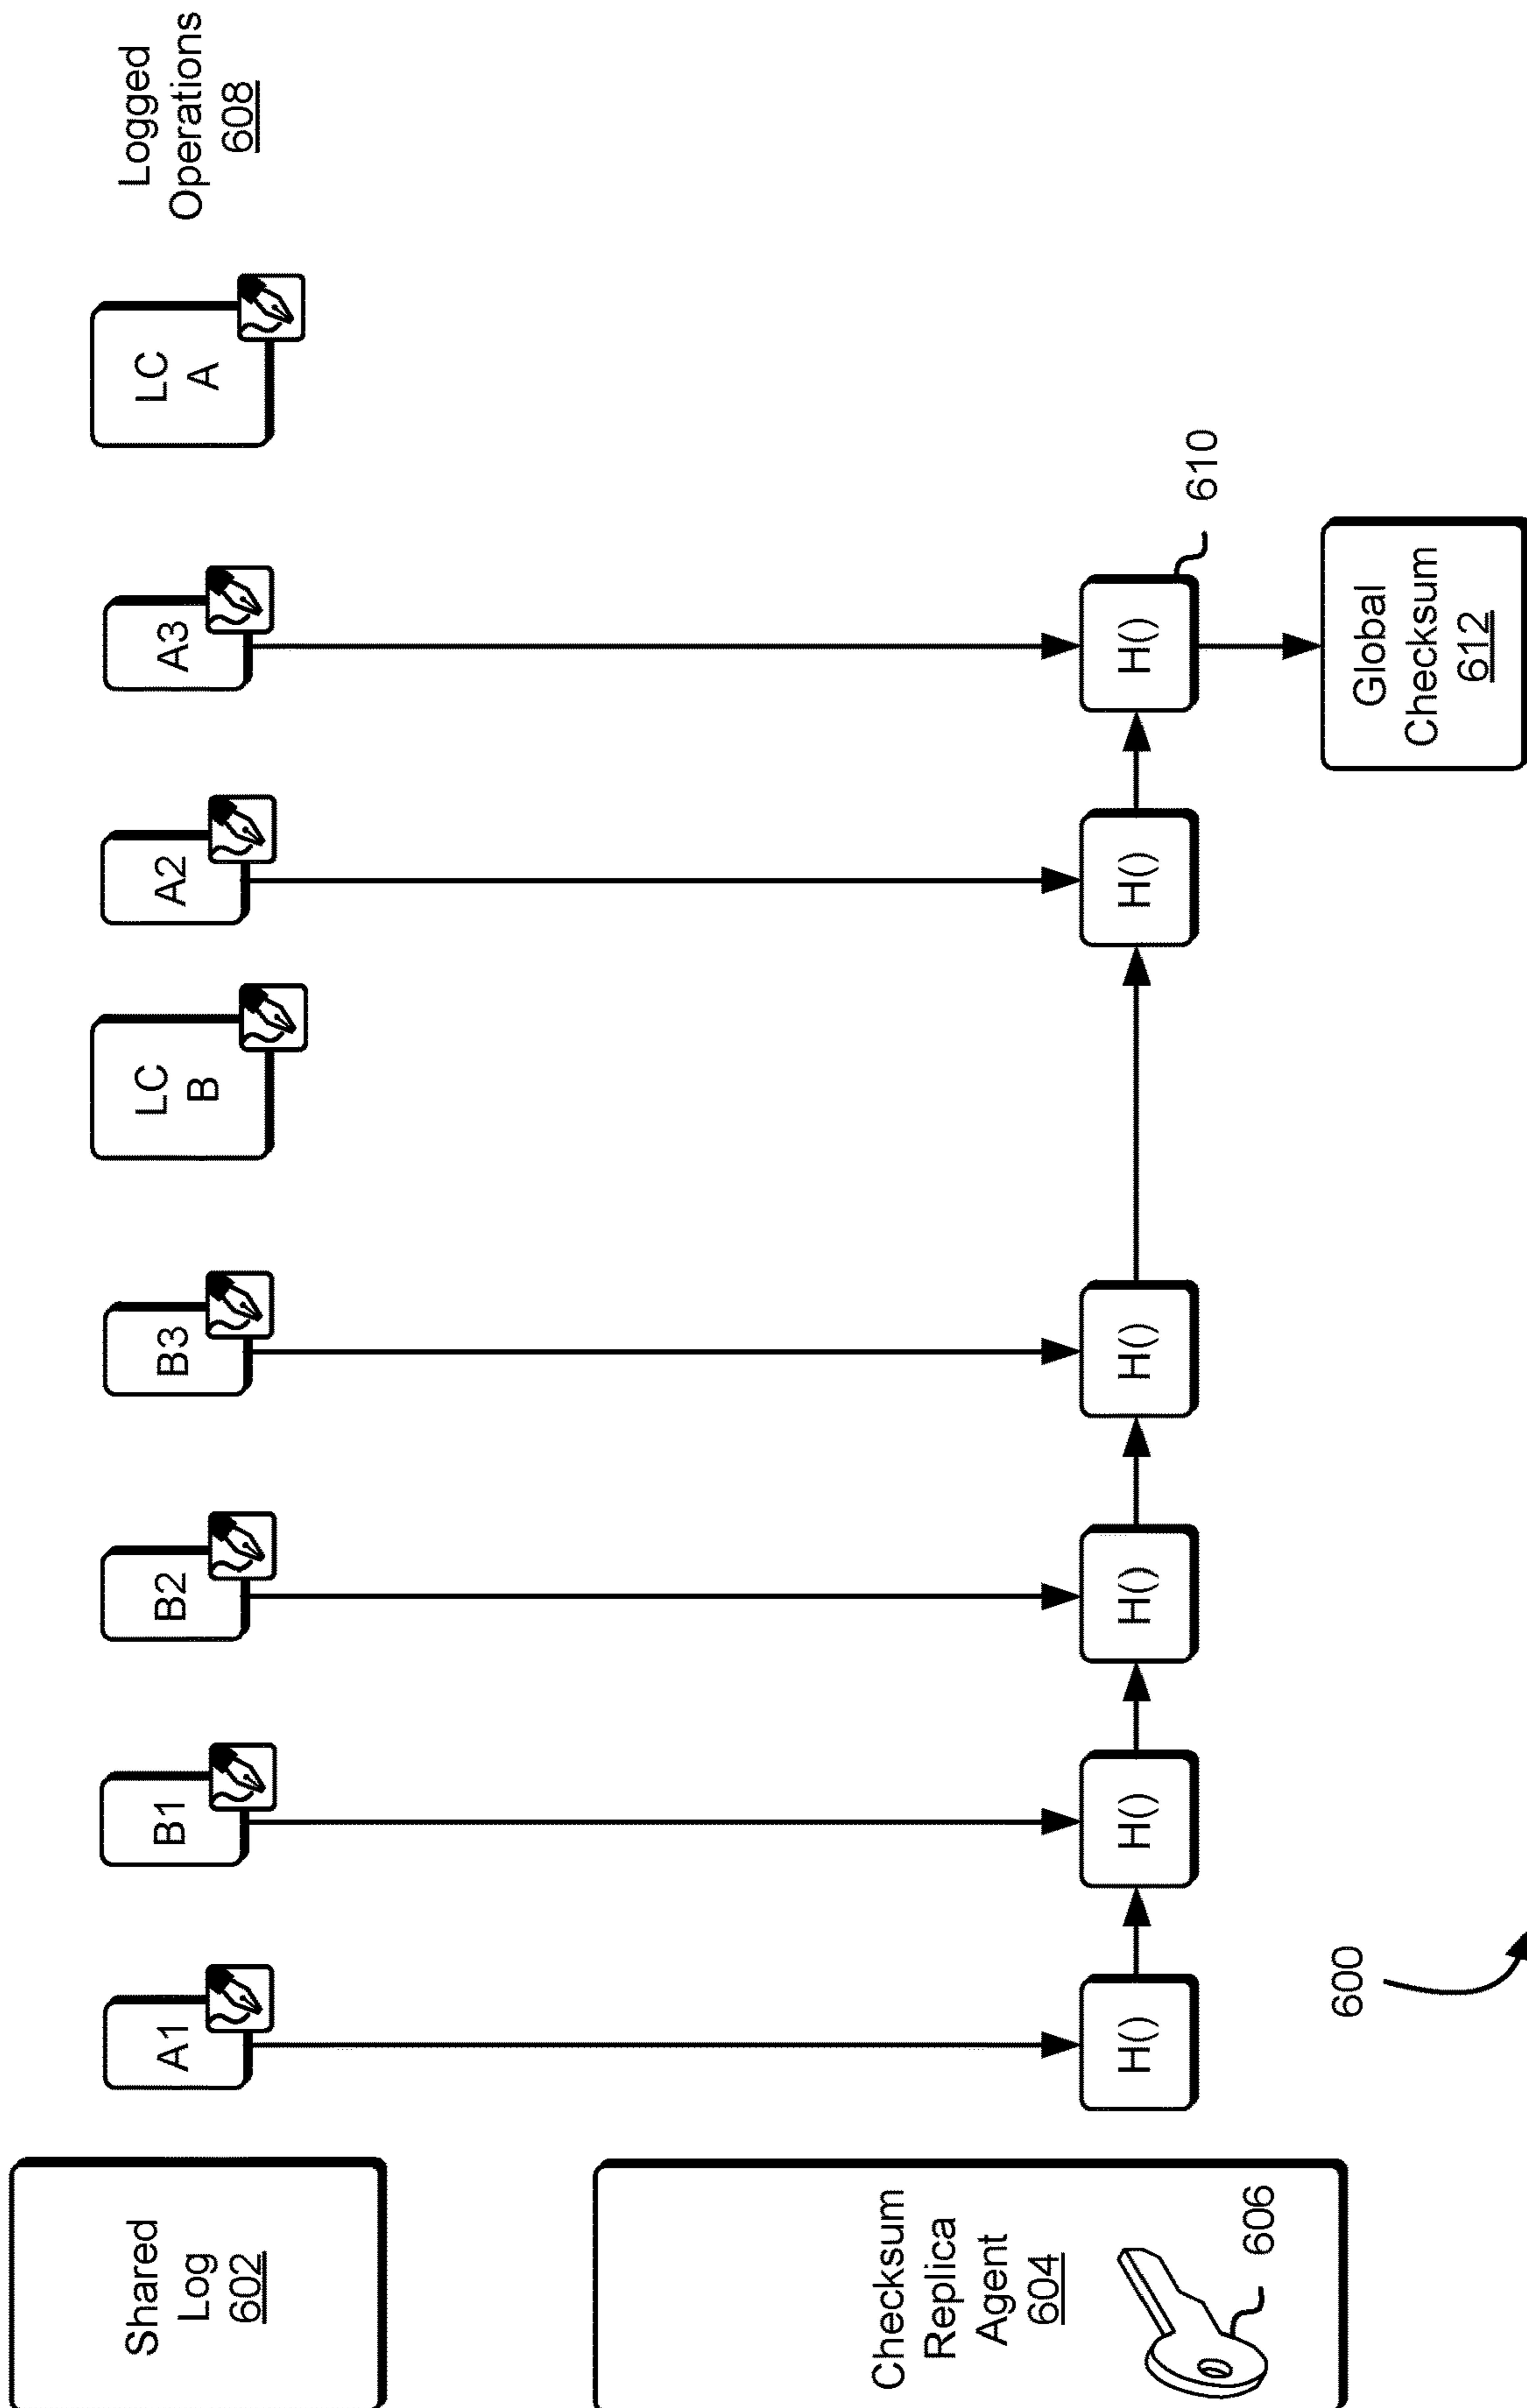 Shared
Log
602
A1
B1
B2
B3
LC
B
A2
A3
LC
A
Logged
Operations
608
Checksum
Replica
Agent
604
606
H()
H()
H()
H()
H()
H()
610
Global
Checksum
612
600